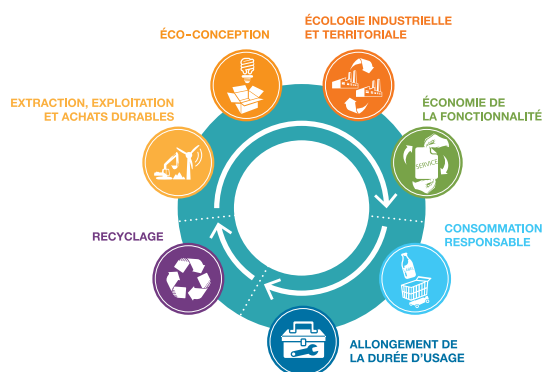 ÉCO-CONCEPTION
ÉCOLOGIE INDUSTRIELLE
ET TERRITORIALE
EXTRACTION, EXPLOITATION
ET ACHATS DURABLES
ÉCONOMIE DE
LA FONCTIONNALITÉ
SERVICE
RECYCLAGE
CONSOMMATION
RESPONSABLE
ALLONGEMENT DE
LA DURÉE D'USAGE